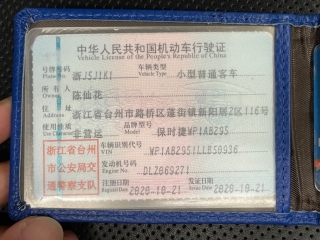 中华人民共和国机动车行驶证
Vehicle License of the People's Republic of China
号牌号码 浙J5J1K1 车辆类型 小型普通客车
Plate No. Vehicle Type
所有人 陈仙花
Owner
住址 浙江省台州市路桥区蓬街镇新阳居2区116号
Address
使用性质 非营运 品牌型号 保时捷WP1AB295
Use Character Model
浙江省台州市公安局交通警察支队
车辆识别代号 WP1AB2951LLB50936
VIN
发动机号码 DLZ069271
Engine No.
注册日期 2020-10-21 发证日期 2020-10-21
Register Date Issue Date